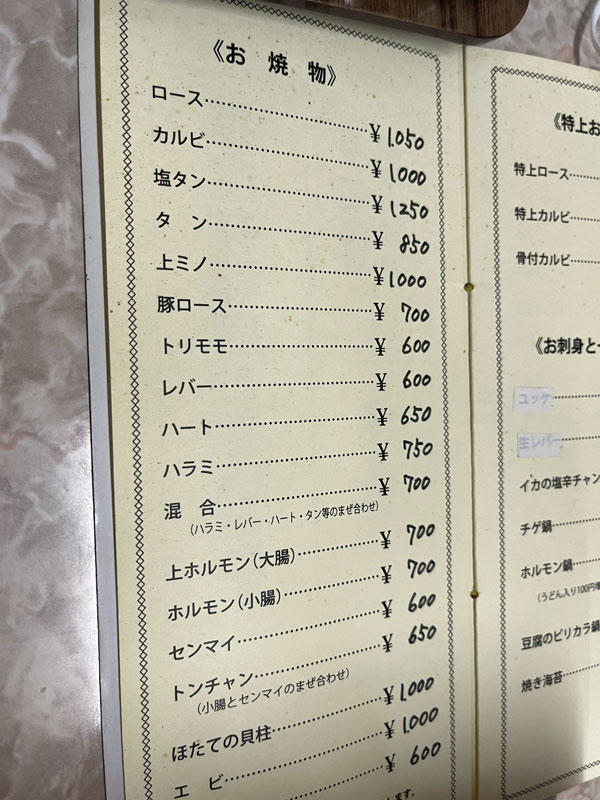 《お 焼 物》
ロース………………¥1,050
カルビ………………¥1,000
塩タン………………¥1250
タ ン………………¥850
上ミノ………………¥1000
豚ロース………………¥700
トリモモ………………¥600
レバー………………¥600
ハート………………¥650
ハラミ………………¥750
混 合………………¥700
(ハラミ・レバー・ハート・タン等のまぜ合わせ)
上ホルモン(大腸)………………¥700
ホルモン(小腸)………………¥700
センマイ………………¥600
トンチャン………………¥650
(小腸とセンマイのまぜ合わせ)
ほたての貝柱………………¥1,000
エ ビ………………¥1,000
¥600
します。
《特上お
特上ロース……
特上カルビ……
骨付カルビ……
《お刺身と
ユッケ……
生レバー……
イカの塩辛チャン
チゲ鍋……
ホルモン鍋
(うどん入り100円増
豆腐のピリカラ鍋
焼き海苔……